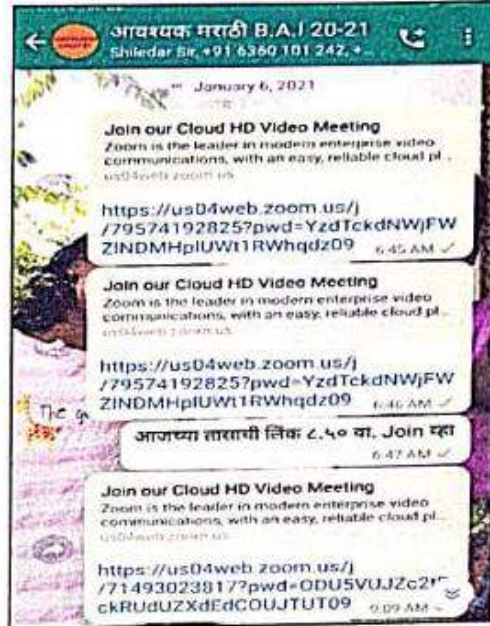 आवश्यक मराठी B.A.I 20-21
Shiledar Sir, +91 6360 101 242, +..
January 6, 2021
Join our Cloud HD Video Meeting
Zoom is the leader in modern enterprise video
communications, with an easy, reliable cloud pl...
us04web.zoom.us
https://us04web.zoom.us/j
/79574192825?pwd=YzdTckdNWjFW
ZlNDMHplUWt1RWhqdz09 6:45 AM
Join our Cloud HD Video Meeting
Zoom is the leader in modern enterprise video
communications, with an easy, reliable cloud pl...
us04web.zoom.us
https://us04web.zoom.us/j
/79574192825?pwd=YzdTckdNWjFW
ZlNDMHplUWt1RWhqdz09 6:46 AM
The
आजच्या तासाची लिंक ८.५० वा. Join व्हा
6:47 AM
Join our Cloud HD Video Meeting
Zoom is the leader in modern enterprise video
communications, with an easy, reliable cloud pl...
us04web.zoom.us
https://us04web.zoom.us/j
/71493023817?pwd=ODU5VUJZc2
ckRUdUZXdEdCOUJTUT09 9:09 AM